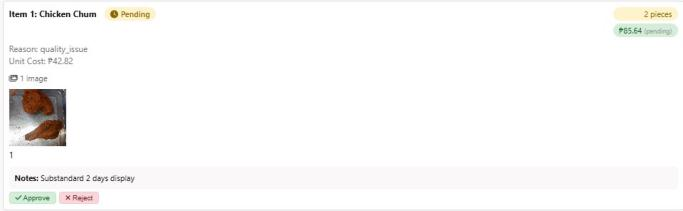 Item 1: Chicken Chum Pending 2 pieces
₱85.64 (pending)
Reason: quality_issue
Unit Cost: ₱42.82
1 image
1
Notes: Substandard 2 days display
Approve Reject